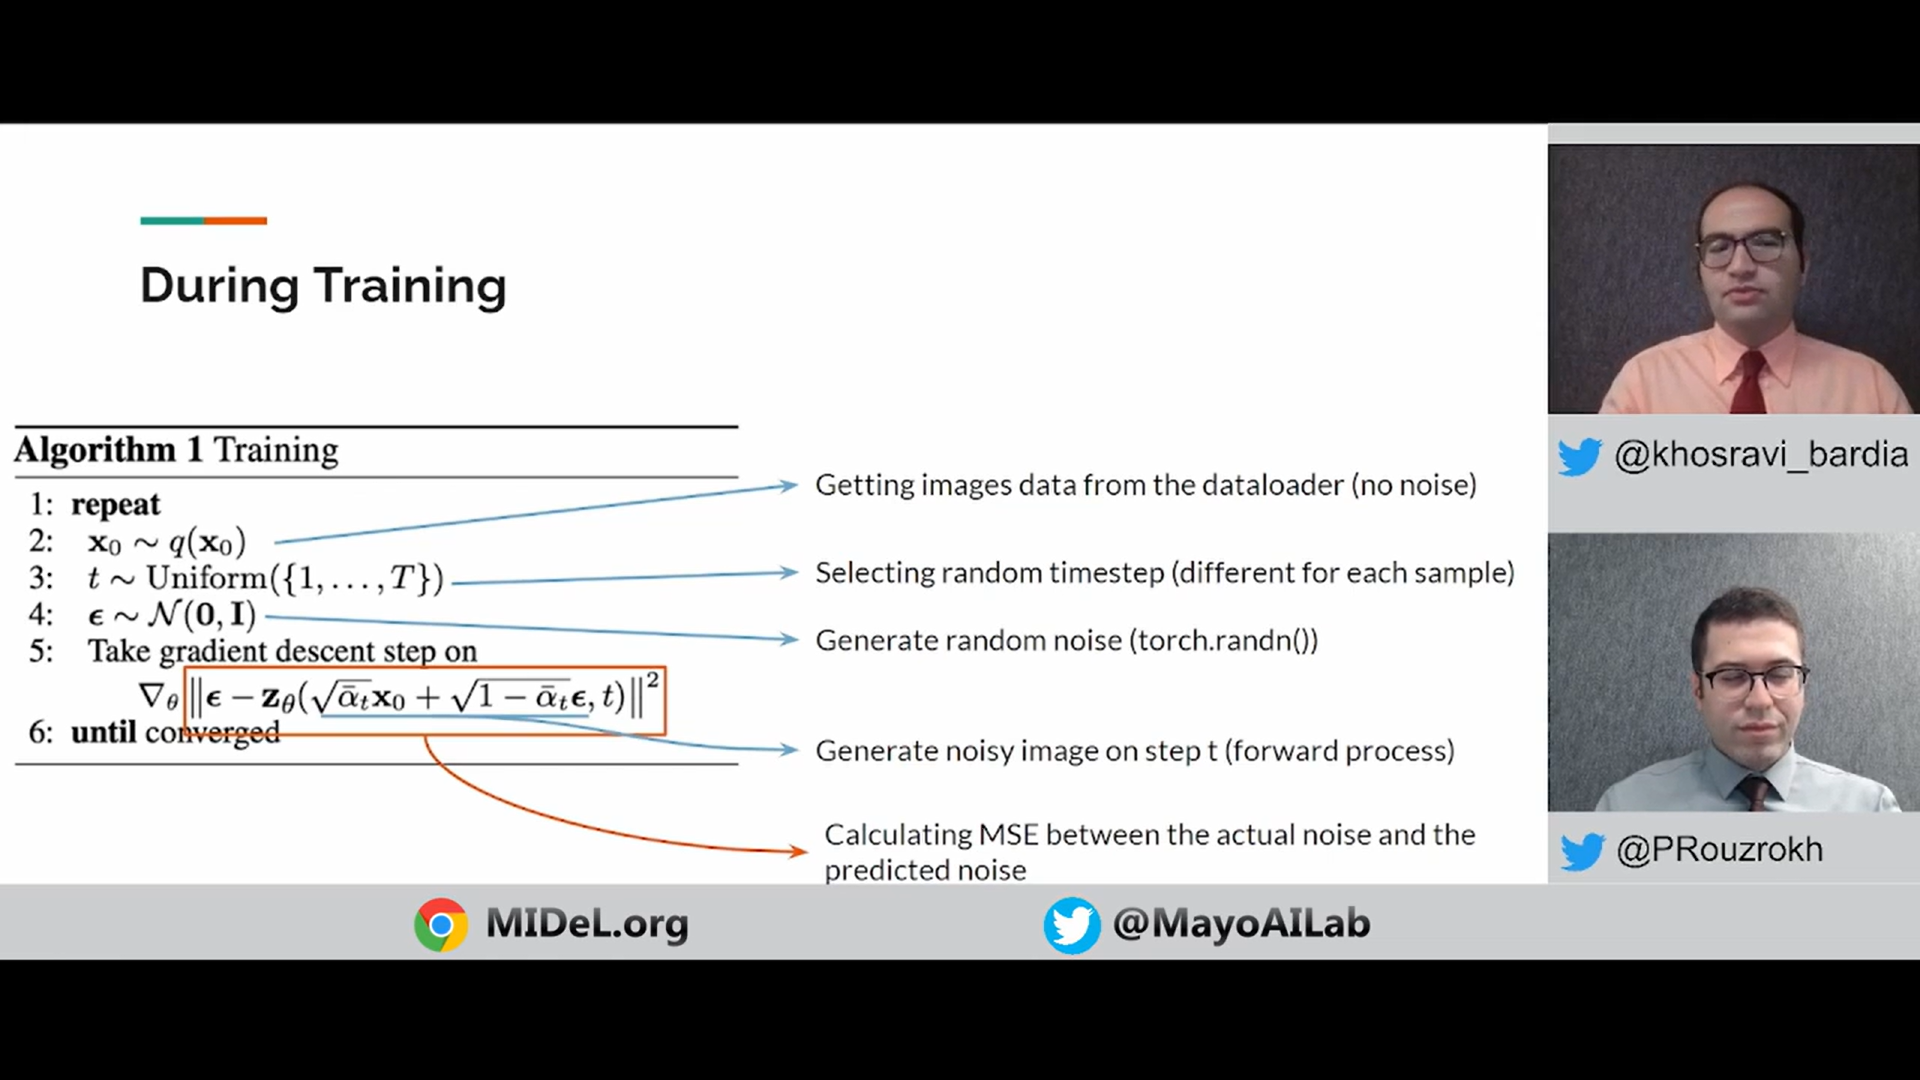 During Training
Algorithm 1 Training
1: repeat
2: x₀ ∼ q(x₀)
3: t ∼ Uniform({1, . . . , T})
4: ϵ ∼ 𝒩(0, I)
5: Take gradient descent step on
∇θ ‖ϵ − zθ(√ᾱₜx₀ + √1 − ᾱₜϵ, t)‖²
6: until converged
Getting images data from the dataloader (no noise)
Selecting random timestep (different for each sample)
Generate random noise (torch.randn())
Generate noisy image on step t (forward process)
Calculating MSE between the actual noise and the
predicted noise
@khosravi_bardia
@PRouzrokh
MIDeL.org
@MayoAILab